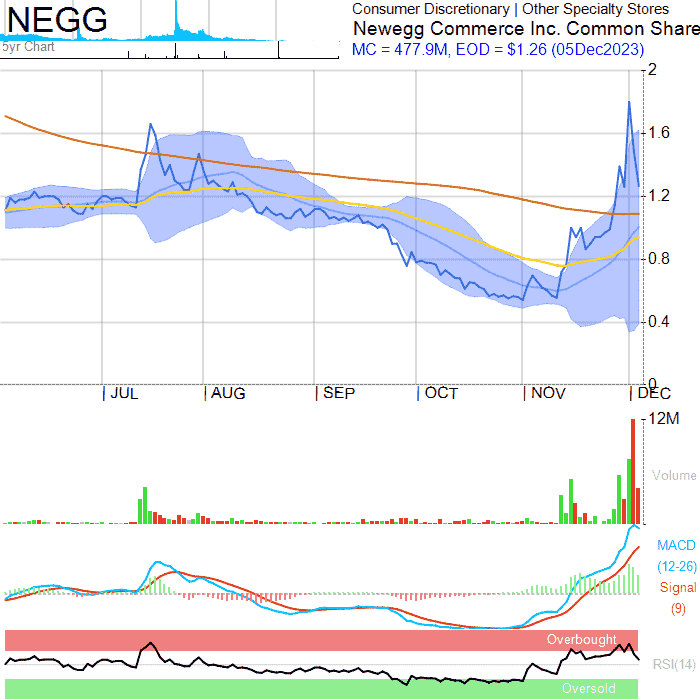 NEGG
5yr Chart
Consumer Discretionary | Other Specialty Stores
Newegg Commerce Inc. Common Share
MC = 477.9M, EOD = $1.26 (05Dec2023)
2
1.6
1.2
0.8
0.4
0
JUL AUG SEP OCT NOV DEC
12M
Volume
MACD
(12-26)
Signal
(9)
Overbought
RSI(14)
Oversold